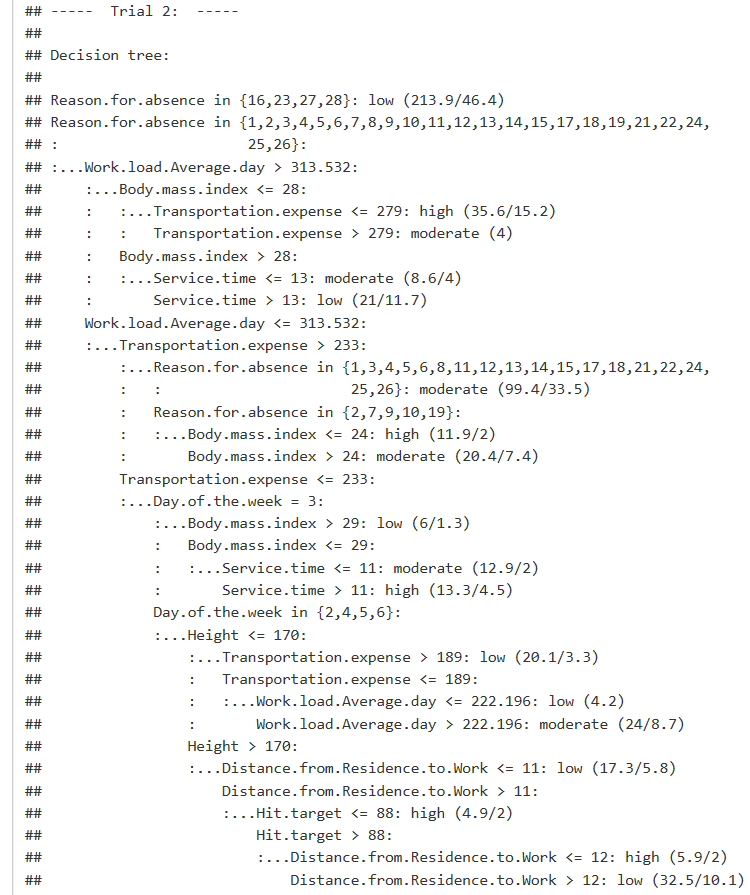 ## -----  Trial 2:  -----
##
## Decision tree:
##
## Reason.for.absence in {16,23,27,28}: low (213.9/46.4)
## Reason.for.absence in {1,2,3,4,5,6,7,8,9,10,11,12,13,14,15,17,18,19,21,22,24,
## :                      25,26}:
## :...Work.load.Average.day > 313.532:
##     :...Body.mass.index <= 28:
##     :   :...Transportation.expense <= 279: high (35.6/15.2)
##     :   :   Transportation.expense > 279: moderate (4)
##     :   Body.mass.index > 28:
##     :   :...Service.time <= 13: moderate (8.6/4)
##     :       Service.time > 13: low (21/11.7)
##     Work.load.Average.day <= 313.532:
##     :...Transportation.expense > 233:
##         :...Reason.for.absence in {1,3,4,5,6,8,11,12,13,14,15,17,18,21,22,24,
##         :   :                      25,26}: moderate (99.4/33.5)
##         :   Reason.for.absence in {2,7,9,10,19}:
##         :   :...Body.mass.index <= 24: high (11.9/2)
##         :       Body.mass.index > 24: moderate (20.4/7.4)
##         Transportation.expense <= 233:
##         :...Day.of.the.week = 3:
##             :...Body.mass.index > 29: low (6/1.3)
##             :   Body.mass.index <= 29:
##             :   :...Service.time <= 11: moderate (12.9/2)
##             :       Service.time > 11: high (13.3/4.5)
##             Day.of.the.week in {2,4,5,6}:
##             :...Height <= 170:
##                 :...Transportation.expense > 189: low (20.1/3.3)
##                 :   Transportation.expense <= 189:
##                 :   :...Work.load.Average.day <= 222.196: low (4.2)
##                 :       Work.load.Average.day > 222.196: moderate (24/8.7)
##                 Height > 170:
##                 :...Distance.from.Residence.to.Work <= 11: low (17.3/5.8)
##                     Distance.from.Residence.to.Work > 11:
##                     :...Hit.target <= 88: high (4.9/2)
##                         Hit.target > 88:
##                         :...Distance.from.Residence.to.Work <= 12: high (5.9/2)
##                             Distance.from.Residence.to.Work > 12: low (32.5/10.1)